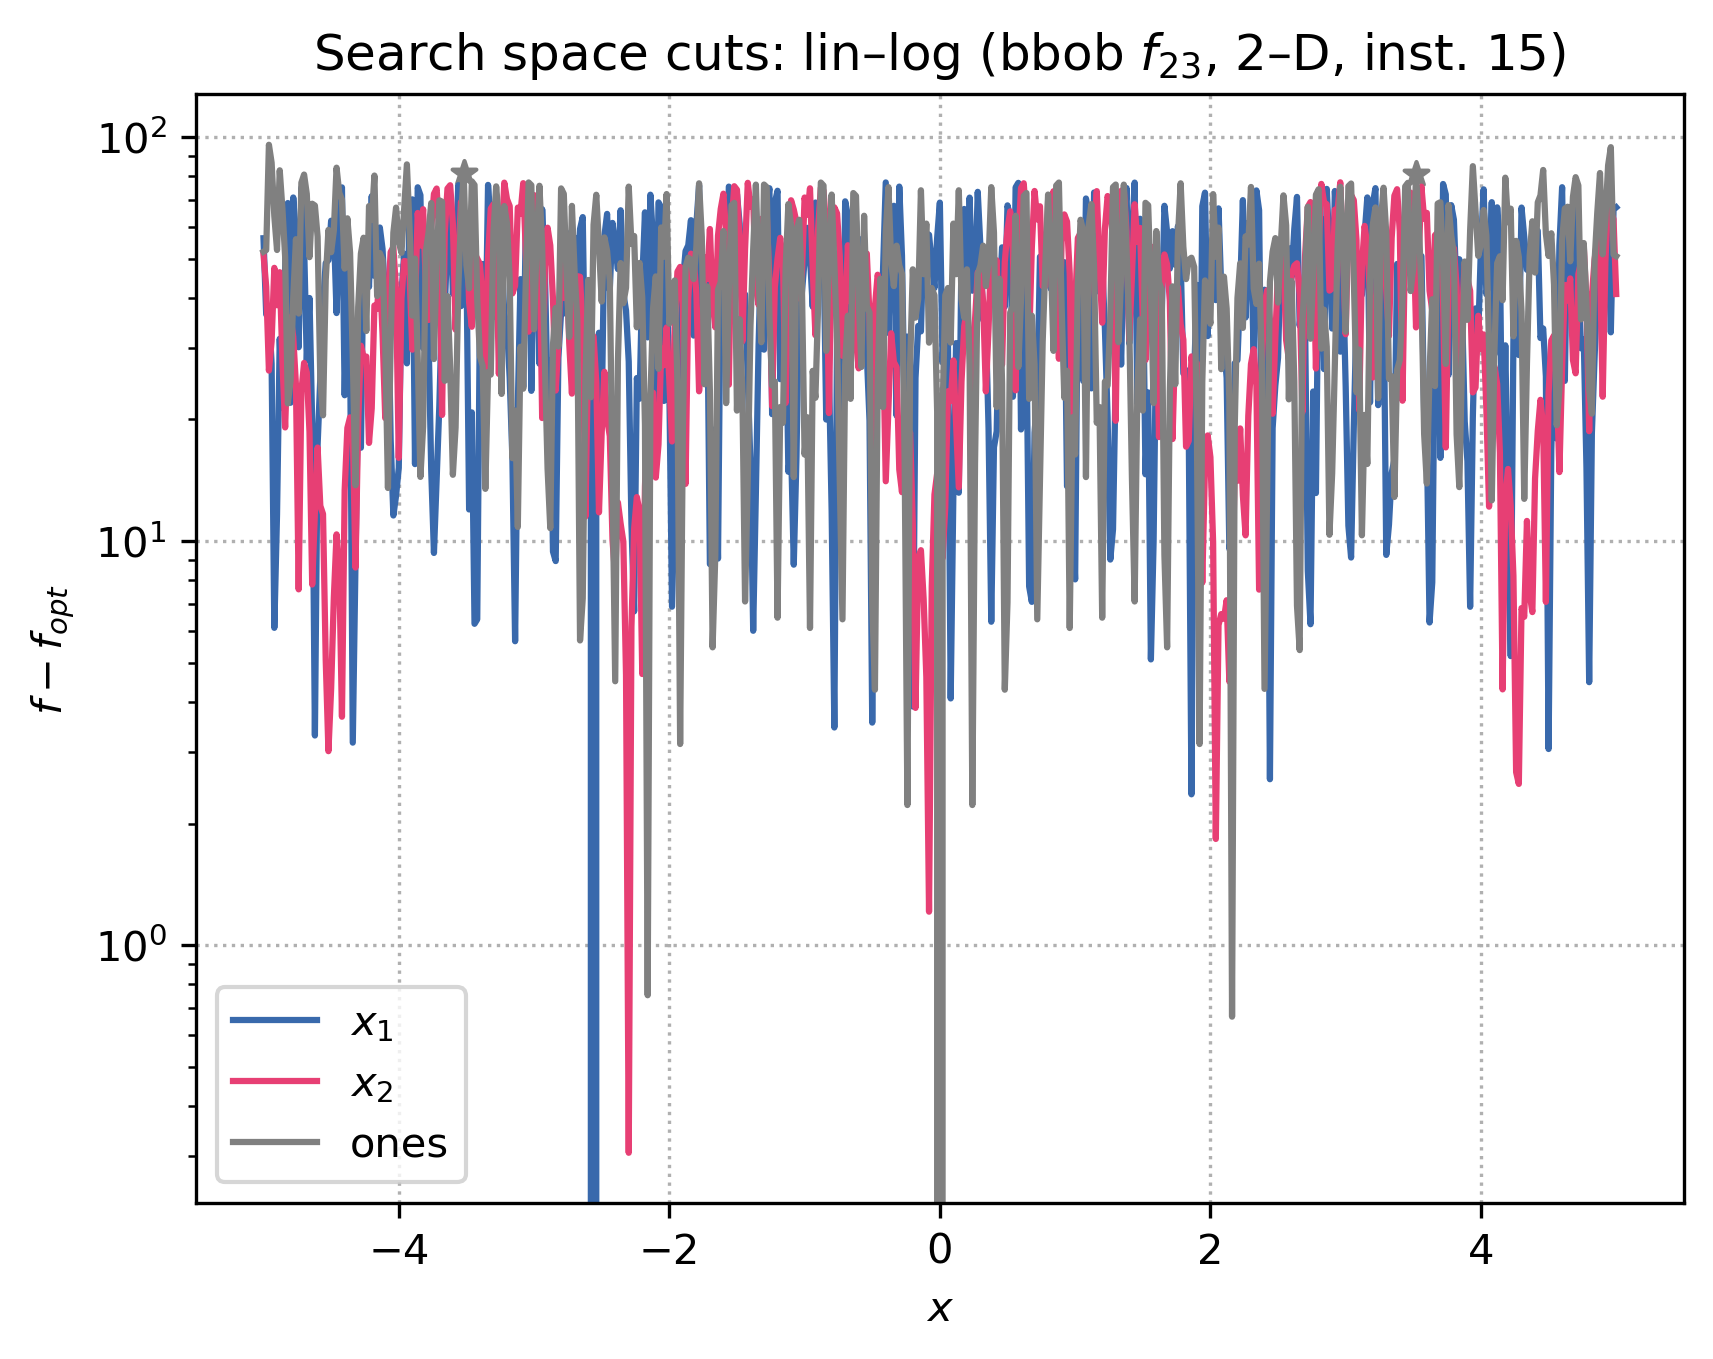 Search space cuts: lin–log (bbob f₂₃, 2–D, inst. 15)
10²
10¹
10⁰
f − f_opt
x₁
x₂
ones
−4 −2 0 2 4
x